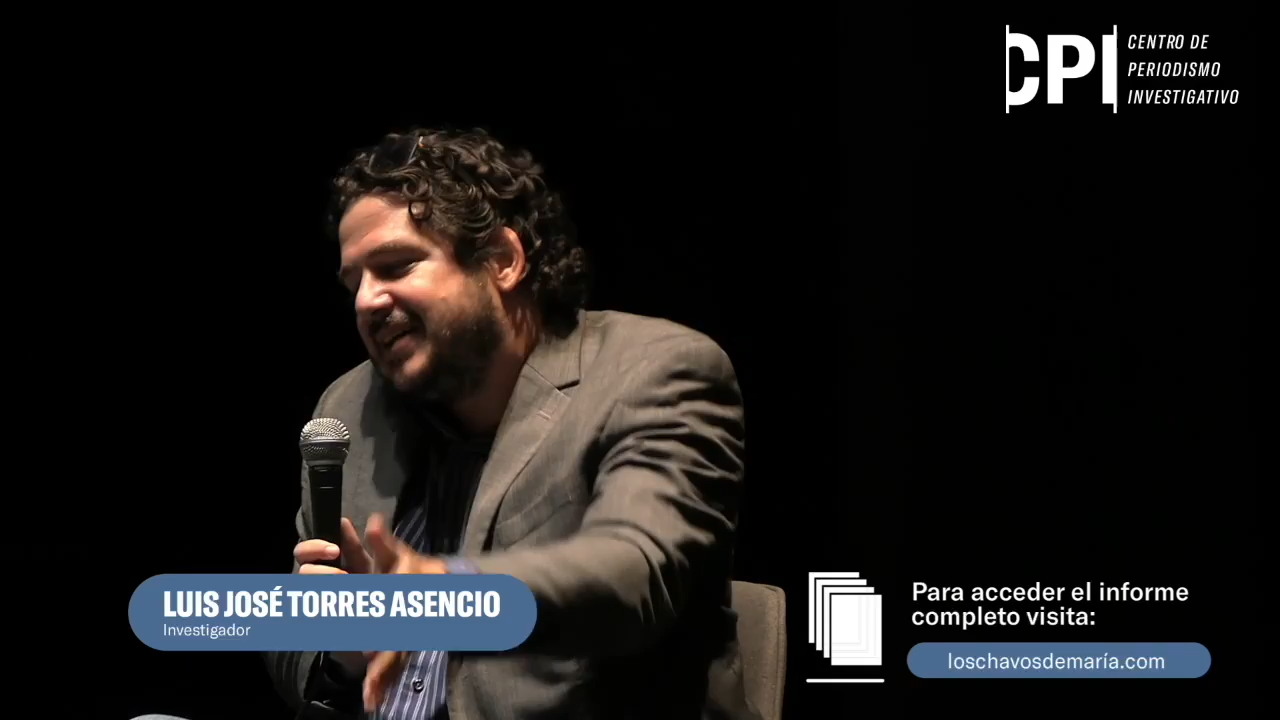 CPI
CENTRO DE
PERIODISMO
INVESTIGATIVO
LUIS JOSÉ TORRES ASENCIO
Investigador
Para acceder el informe
completo visita:
loschavosdemaría.com